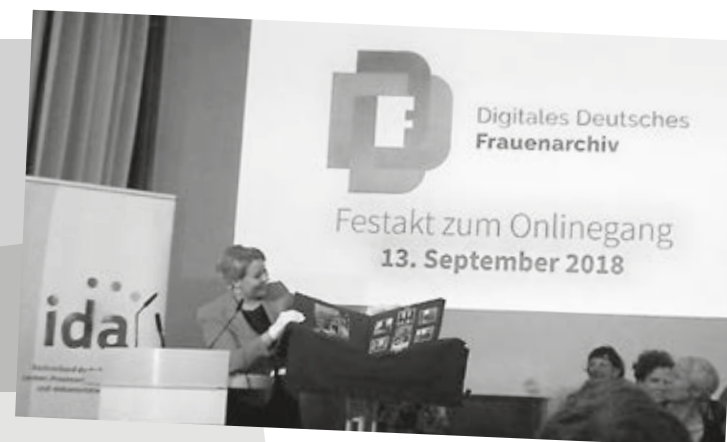 Digitales Deutsches
Frauenarchiv
Festakt zum Onlinegang
13. September 2018
ida